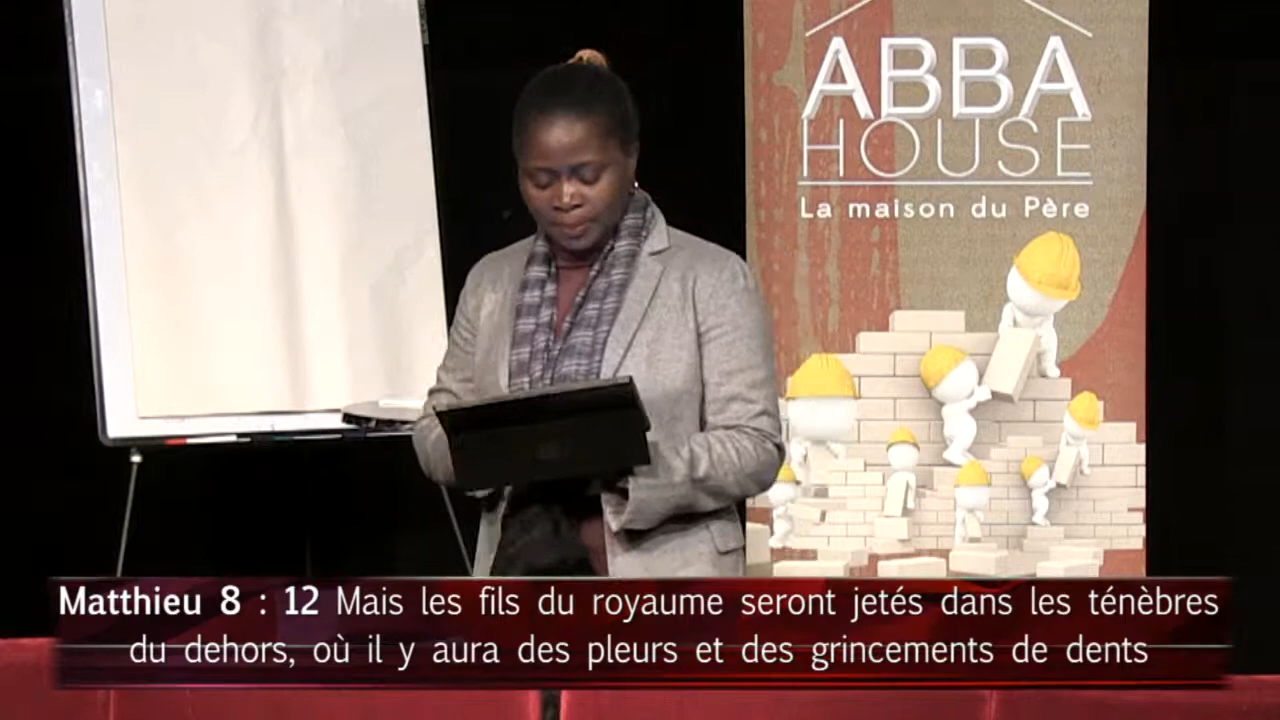 ABBA
HOUSE
La maison du Père
Matthieu 8 : 12 Mais les fils du royaume seront jetés dans les ténèbres
du dehors, où il y aura des pleurs et des grincements de dents